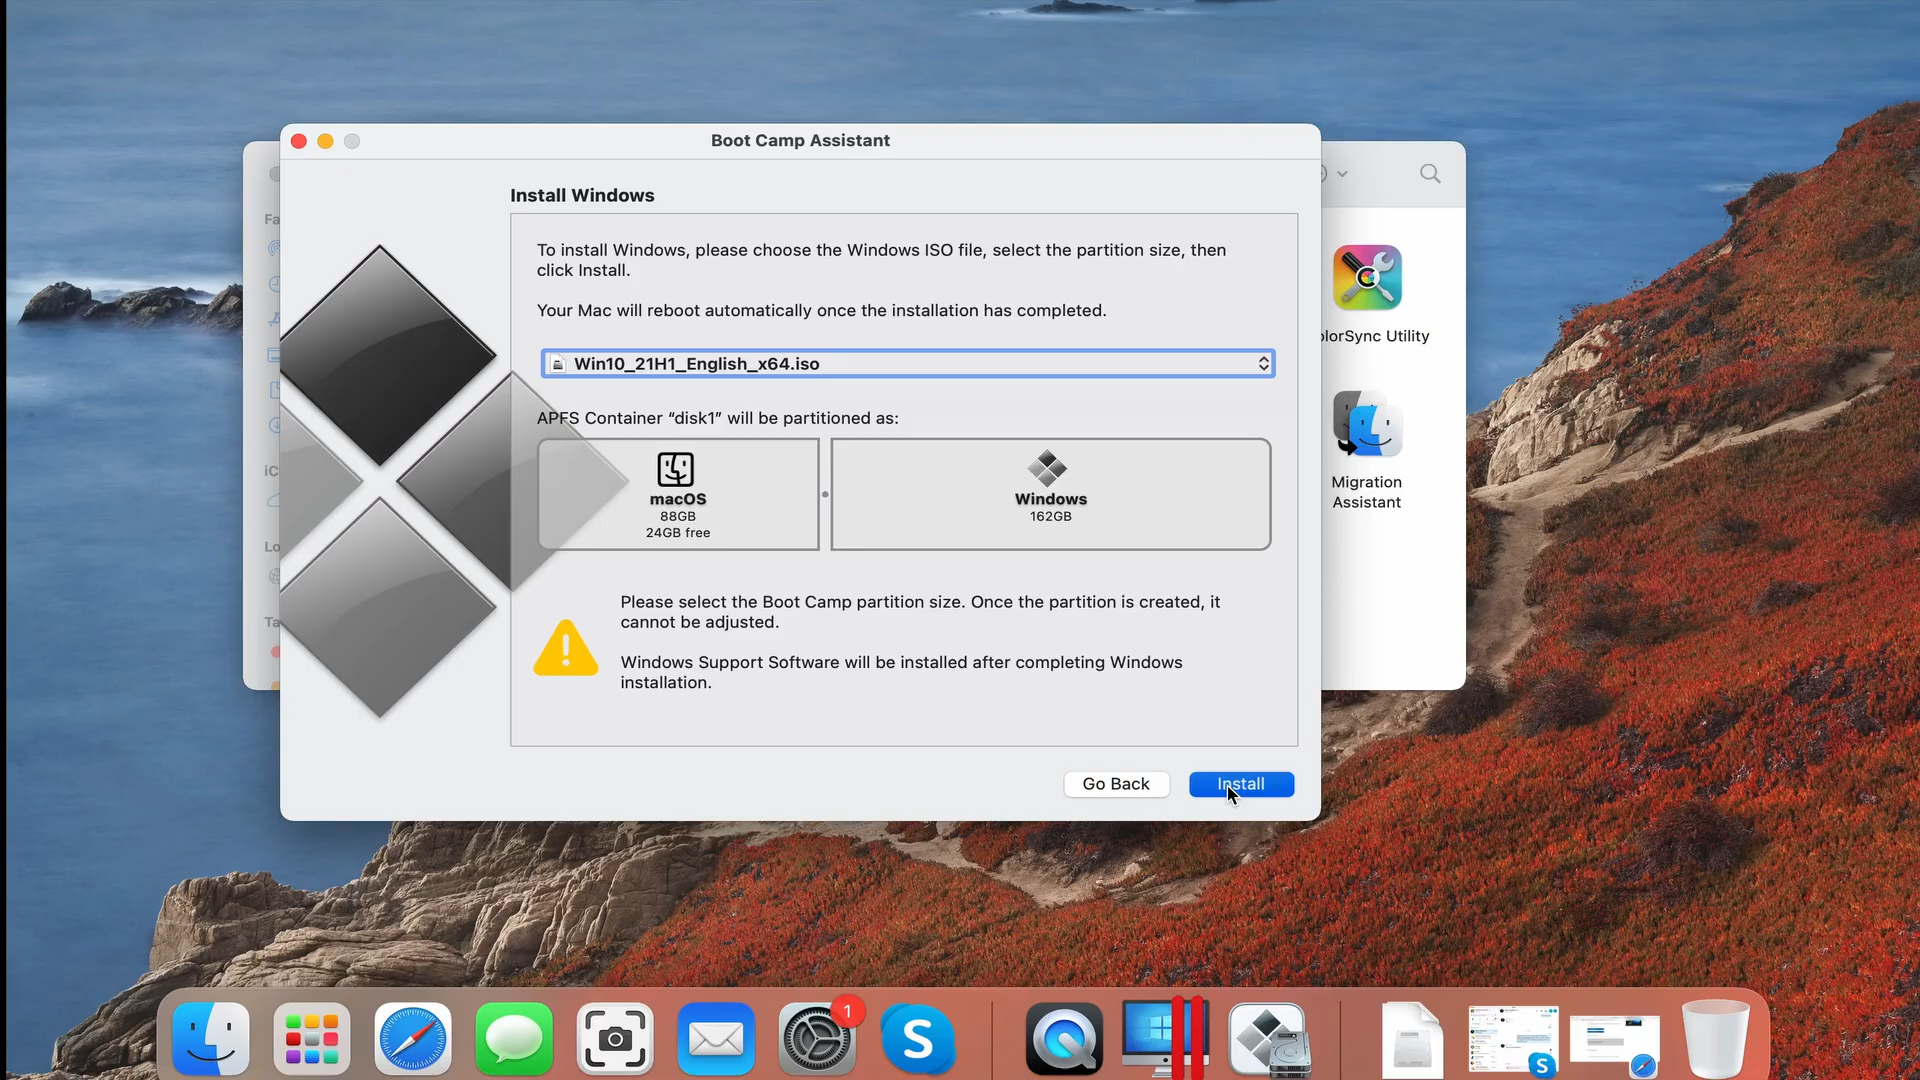 Boot Camp Assistant
Install Windows
To install Windows, please choose the Windows ISO file, select the partition size, then
click Install.
Your Mac will reboot automatically once the installation has completed.
Win10_21H1_English_x64.iso
APFS Container “disk1” will be partitioned as:
macOS
88GB
24GB free
Windows
162GB
Please select the Boot Camp partition size. Once the partition is created, it
cannot be adjusted.
Windows Support Software will be installed after completing Windows
installation.
Go Back
Install
Fa
iC
Lo
Ta
lorSync Utility
Migration
Assistant
1
S
S